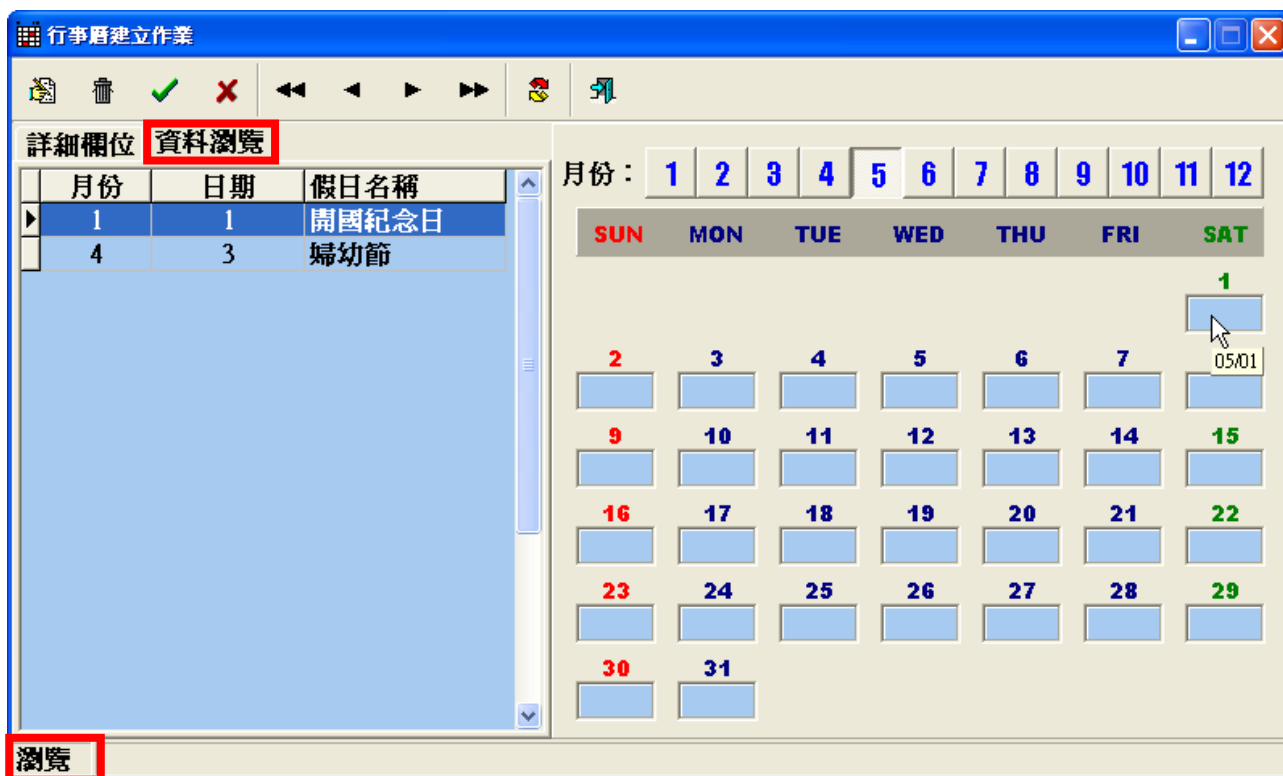 行事曆建立作業
詳細欄位 資料瀏覽
月份 日期 假日名稱
1 1 開國紀念日
4 3 婦幼節
月份： 1 2 3 4 5 6 7 8 9 10 11 12
SUN MON TUE WED THU FRI SAT
1
05/01
2 3 4 5 6 7
9 10 11 12 13 14 15
16 17 18 19 20 21 22
23 24 25 26 27 28 29
30 31
瀏覽